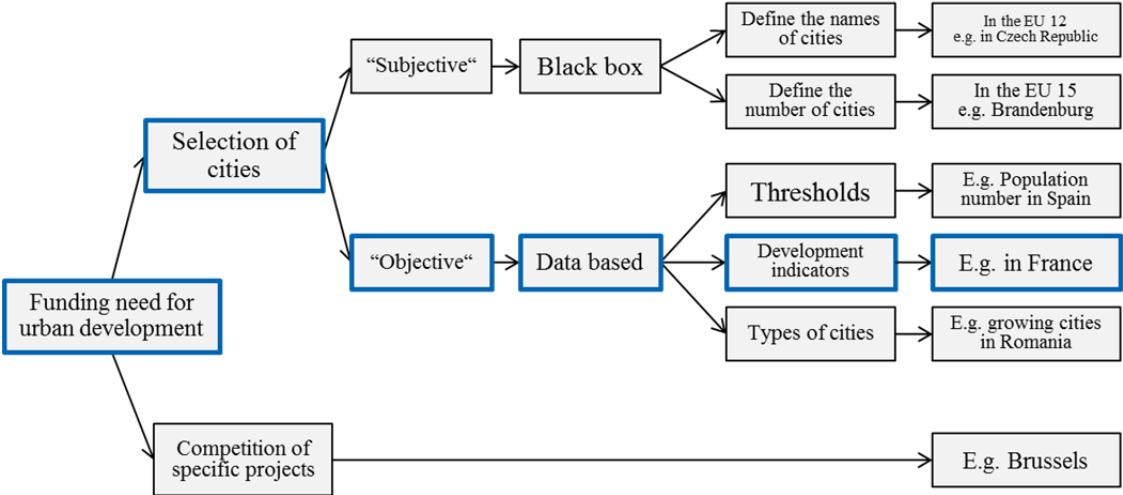 Define the names
of cities
In the EU 12
e.g. in Czech Republic
“Subjective“
Black box
Define the
number of cities
In the EU 15
e.g. Brandenburg
Selection of
cities
Thresholds
E.g. Population
number in Spain
“Objective“
Data based
Development
indicators
E.g. in France
Funding need for
urban development
Types of cities
E.g. growing cities
in Romania
Competition of
specific projects
E.g. Brussels